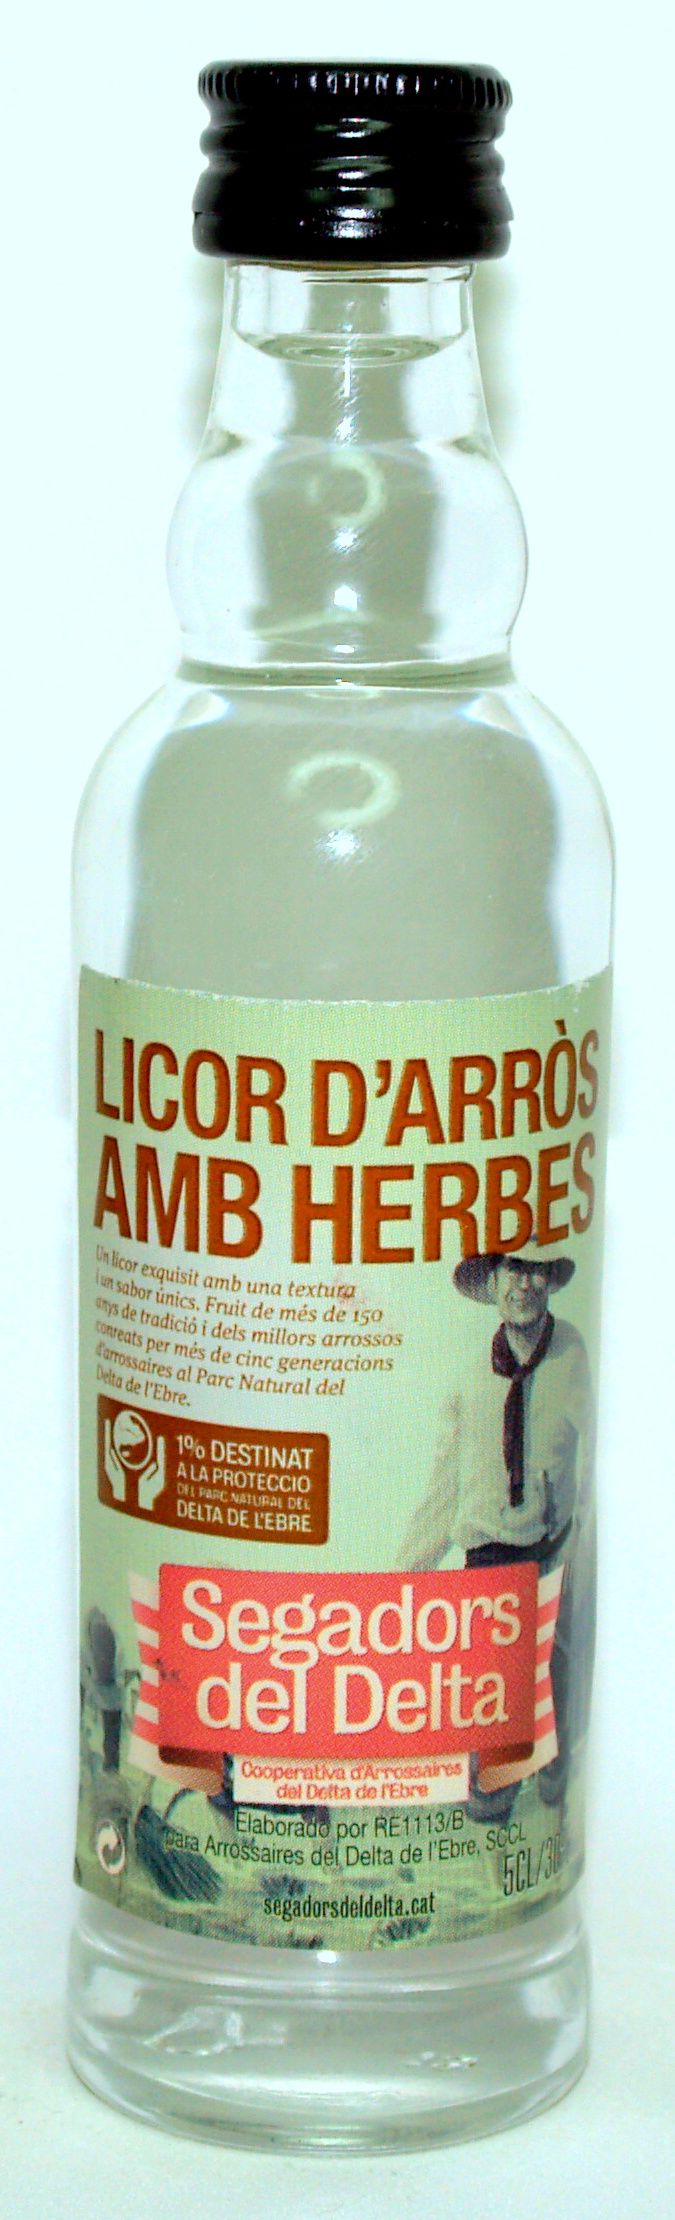 LICOR D'ARRÒS
AMB HERBES
Un licor exquisit amb una textura
i un sabor únics. Fruit de més de 150
anys de tradició i dels millors arrossos
conreats per més de cinc generacions
d'arrossaires al Parc Natural del
Delta de l'Ebre.
1% DESTINAT
A LA PROTECCIÓ
DEL PARC NATURAL DEL
DELTA DE L'EBRE
Segadors
del Delta
Cooperativa d'Arrossaires
del Delta de l'Ebre
Elaborado por RE1113/B
para Arrossaires del Delta de l'Ebre, SCCL
5CL/30
segadorsdeldelta.cat